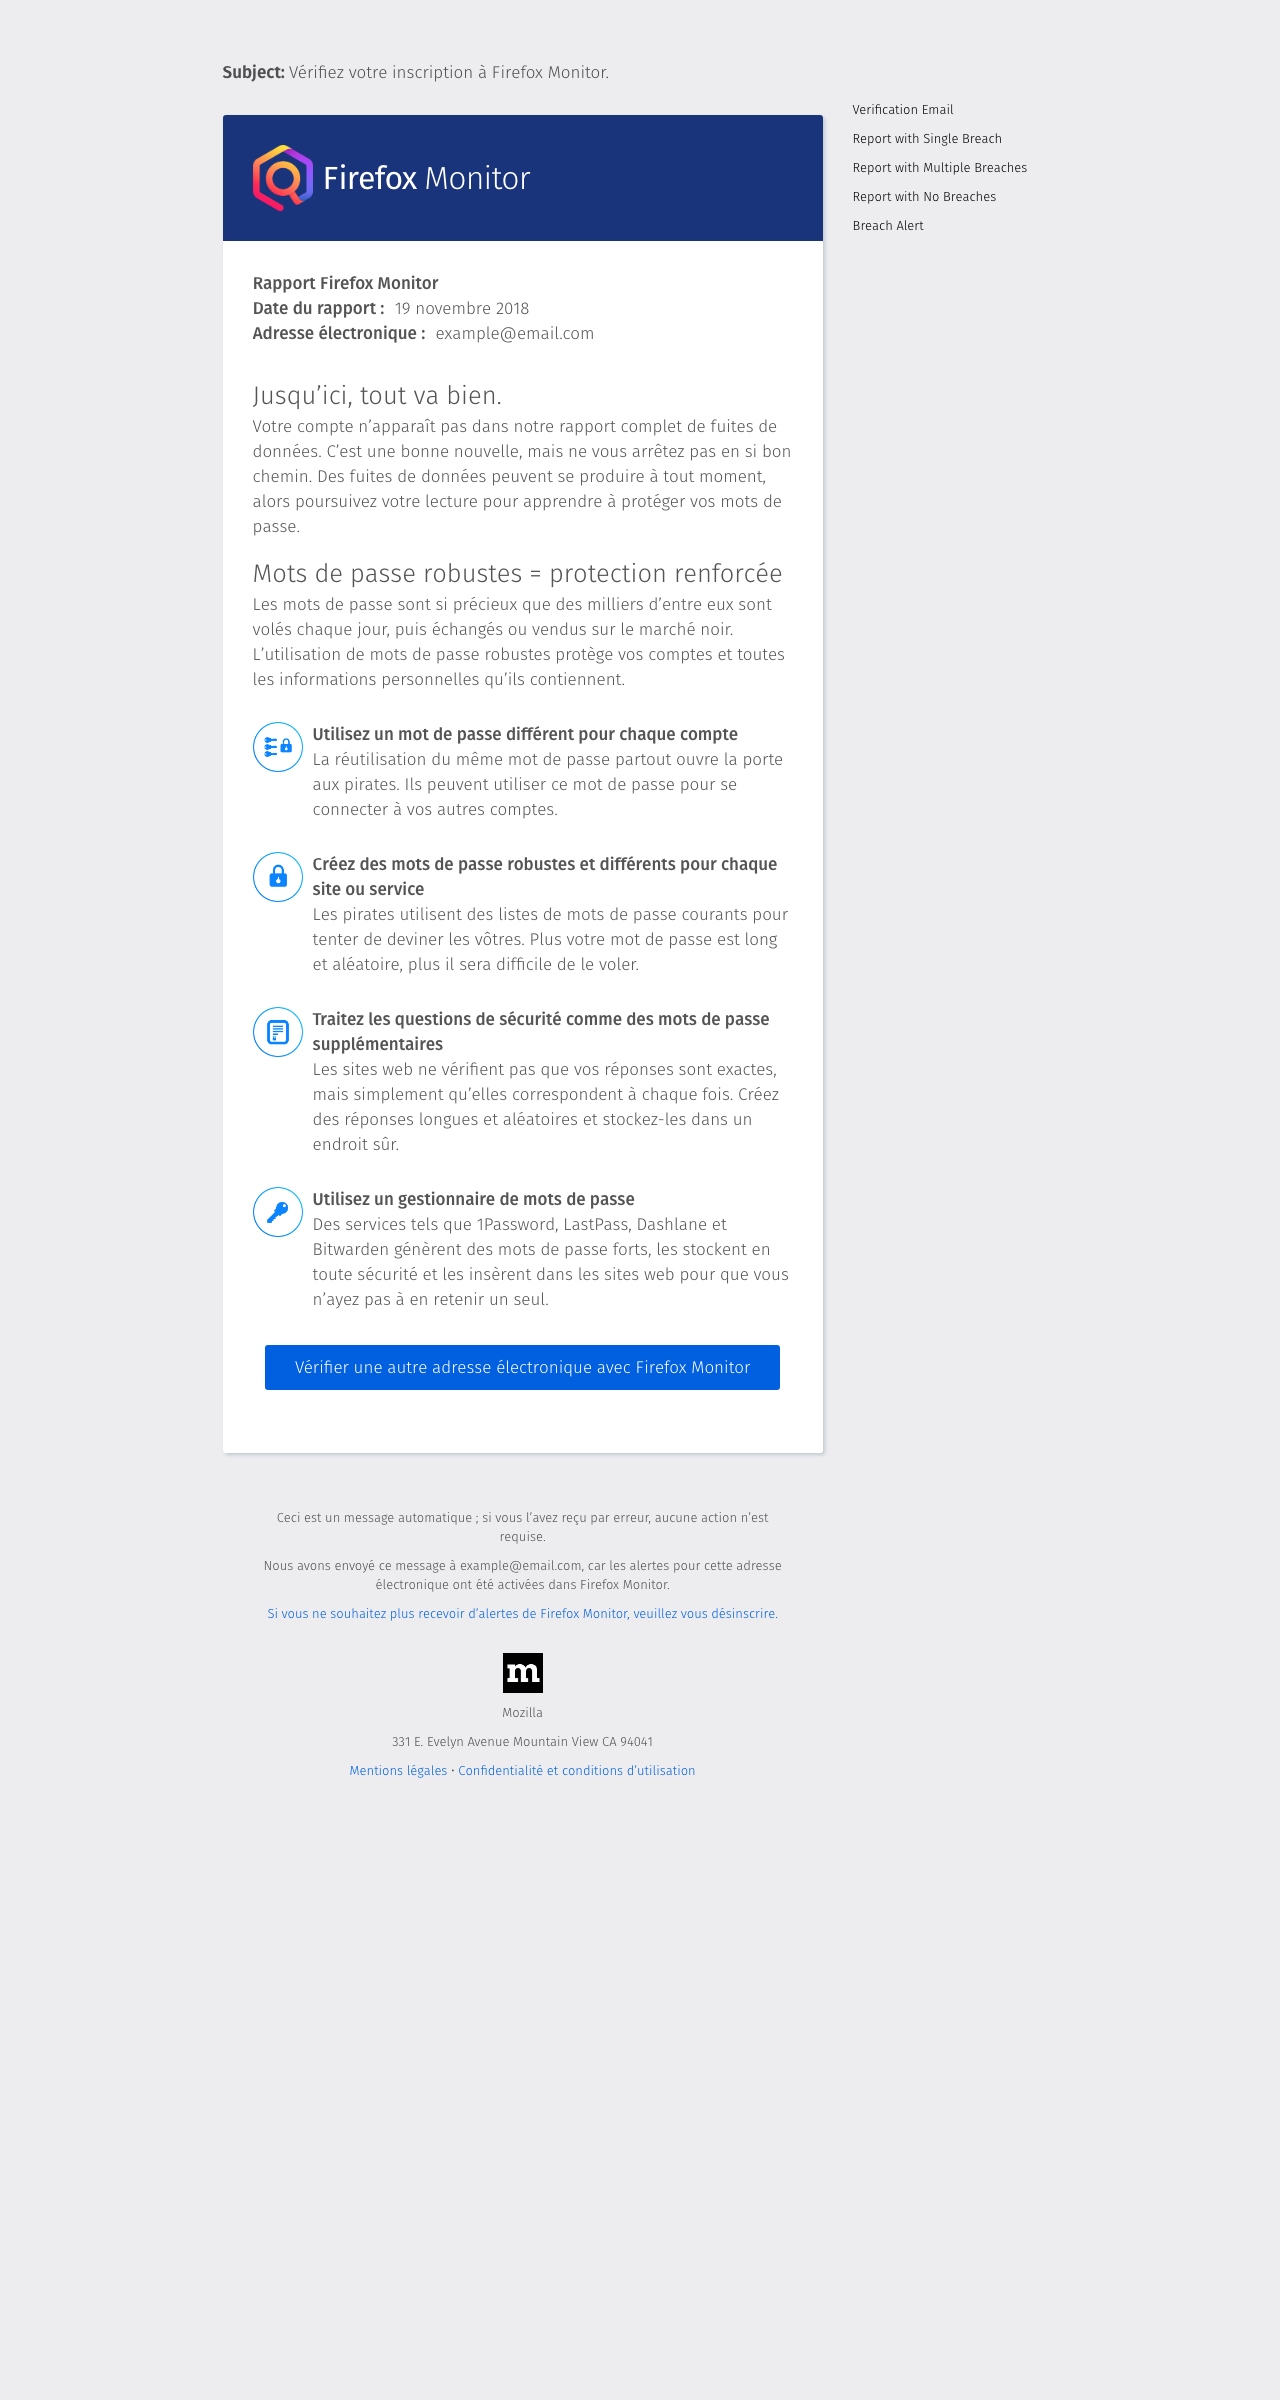 Subject: Vérifiez votre inscription à Firefox Monitor.
Verification Email
Report with Single Breach
Report with Multiple Breaches
Report with No Breaches
Breach Alert
Firefox Monitor
Rapport Firefox Monitor
Date du rapport : 19 novembre 2018
Adresse électronique : example@email.com
Jusqu’ici, tout va bien.
Votre compte n’apparaît pas dans notre rapport complet de fuites de
données. C’est une bonne nouvelle, mais ne vous arrêtez pas en si bon
chemin. Des fuites de données peuvent se produire à tout moment,
alors poursuivez votre lecture pour apprendre à protéger vos mots de
passe.
Mots de passe robustes = protection renforcée
Les mots de passe sont si précieux que des milliers d’entre eux sont
volés chaque jour, puis échangés ou vendus sur le marché noir.
L’utilisation de mots de passe robustes protège vos comptes et toutes
les informations personnelles qu’ils contiennent.
Utilisez un mot de passe différent pour chaque compte
La réutilisation du même mot de passe partout ouvre la porte
aux pirates. Ils peuvent utiliser ce mot de passe pour se
connecter à vos autres comptes.
Créez des mots de passe robustes et différents pour chaque
site ou service
Les pirates utilisent des listes de mots de passe courants pour
tenter de deviner les vôtres. Plus votre mot de passe est long
et aléatoire, plus il sera difficile de le voler.
Traitez les questions de sécurité comme des mots de passe
supplémentaires
Les sites web ne vérifient pas que vos réponses sont exactes,
mais simplement qu’elles correspondent à chaque fois. Créez
des réponses longues et aléatoires et stockez-les dans un
endroit sûr.
Utilisez un gestionnaire de mots de passe
Des services tels que 1Password, LastPass, Dashlane et
Bitwarden génèrent des mots de passe forts, les stockent en
toute sécurité et les insèrent dans les sites web pour que vous
n’ayez pas à en retenir un seul.
Vérifier une autre adresse électronique avec Firefox Monitor
Ceci est un message automatique ; si vous l’avez reçu par erreur, aucune action n’est
requise.
Nous avons envoyé ce message à example@email.com, car les alertes pour cette adresse
électronique ont été activées dans Firefox Monitor.
Si vous ne souhaitez plus recevoir d’alertes de Firefox Monitor, veuillez vous désinscrire.
m
Mozilla
331 E. Evelyn Avenue Mountain View CA 94041
Mentions légales • Confidentialité et conditions d’utilisation